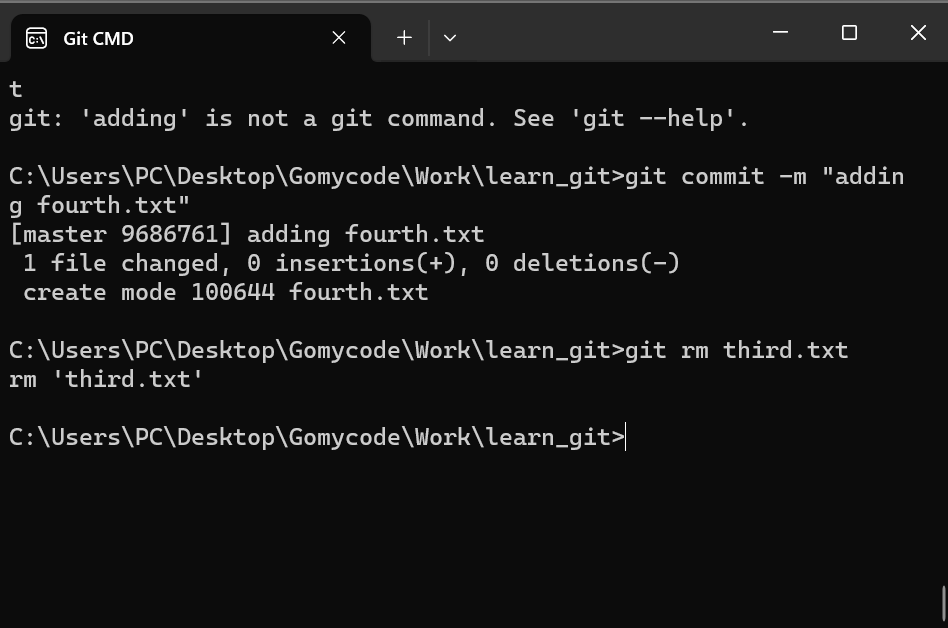 Git CMD
t
git: 'adding' is not a git command. See 'git --help'.
C:\Users\PC\Desktop\Gomycode\Work\learn_git>git commit -m "addin
g fourth.txt"
[master 9686761] adding fourth.txt
 1 file changed, 0 insertions(+), 0 deletions(-)
 create mode 100644 fourth.txt
C:\Users\PC\Desktop\Gomycode\Work\learn_git>git rm third.txt
rm 'third.txt'
C:\Users\PC\Desktop\Gomycode\Work\learn_git>